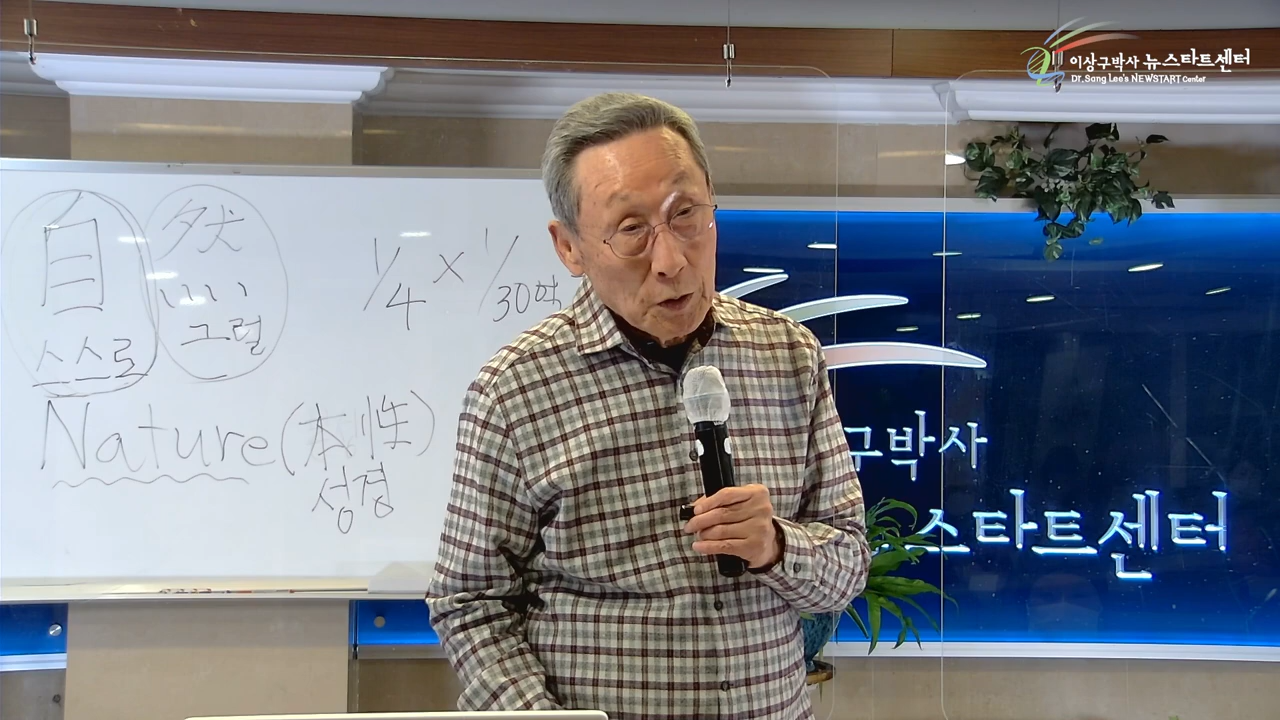 이상구박사 뉴스타트센터
Dr. Sang Lee's NEWSTART Center
自 然
스스로 그럴
1/4 × 1/30억
Nature (本性)
성경
구박사
스타트센터